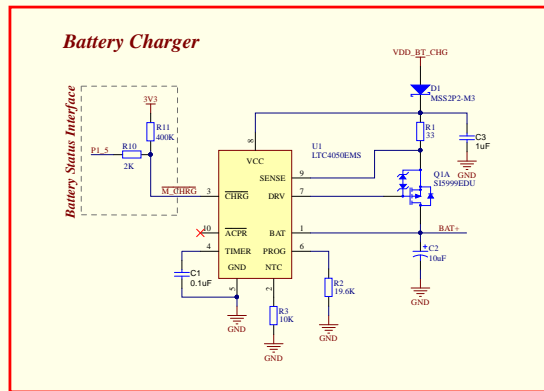 Battery Charger
VDD_BT_CHG
D1
MSS2P2-M3
Battery Status Interface
3V3
R11
400K
P1_5
R10
2K
M_CHRG
U1
LTC4050EMS
R1
33
C3
1uF
GND
8
VCC
SENSE
9
Q1A
SI5999EDU
3
CHRG
DRV
7
10
ACPR
BAT
1
BAT+
4
TIMER
PROG
6
GND
NTC
5
2
C1
0.1uF
C2
10uF
R2
19.6K
R3
10K
GND
GND
GND
GND